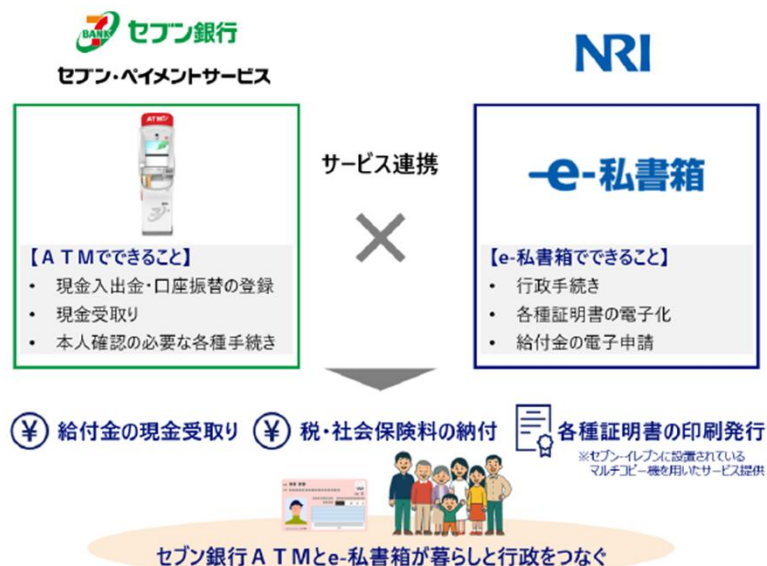 7 BANK セブン銀行
セブン・ペイメントサービス
NRI
ATM
サービス連携
e-私書箱
【ATMでできること】
• 現金入出金・口座振替の登録
• 現金受取り
• 本人確認の必要な各種手続き
【e-私書箱でできること】
• 行政手続き
• 各種証明書の電子化
• 給付金の電子申請
¥ 給付金の現金受取り
¥ 税・社会保険料の納付
各種証明書の印刷発行
※セブン-イレブンに設置されている
マルチコピー機を用いたサービス提供
セブン銀行ATMとe-私書箱が暮らしと行政をつなぐ